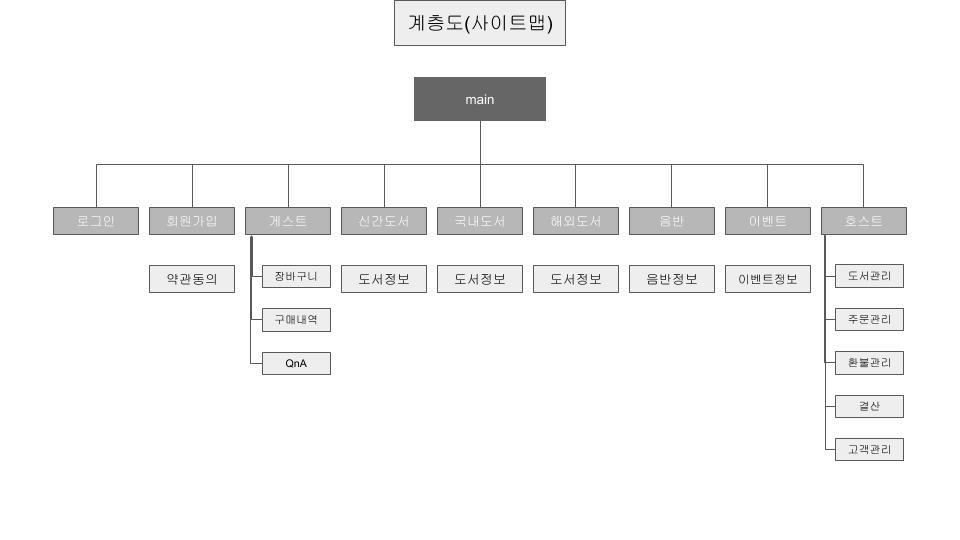 계층도(사이트맵)
main
로그인
회원가입
게스트
신간도서
국내도서
해외도서
음반
이벤트
호스트
약관동의
장바구니
도서정보
도서정보
도서정보
음반정보
이벤트정보
도서관리
구매내역
주문관리
QnA
환불관리
결산
고객관리